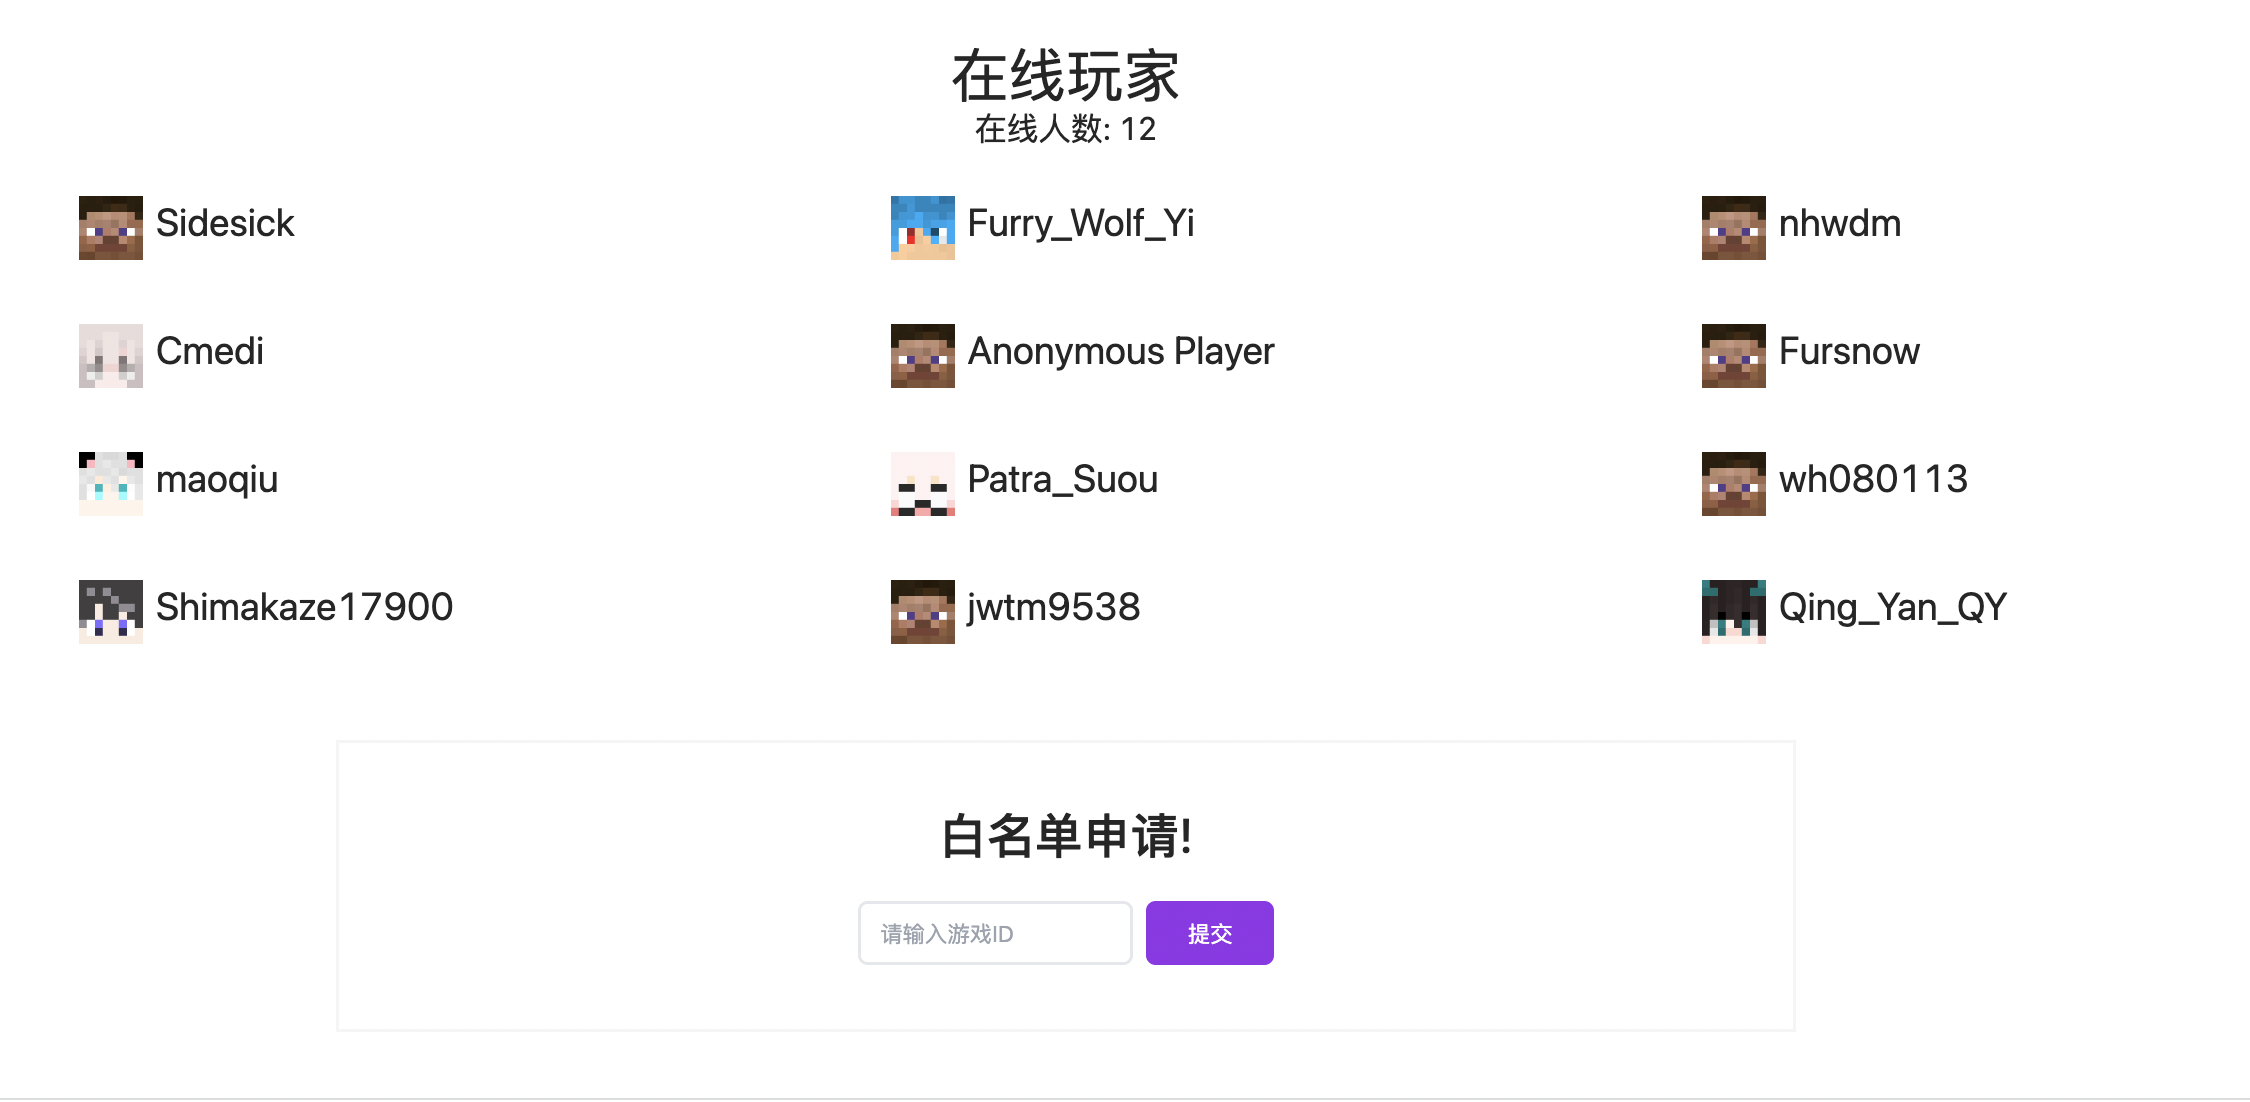 在线玩家
在线人数: 12
Sidesick
Furry_Wolf_Yi
nhwdm
Cmedi
Anonymous Player
Fursnow
maoqiu
Patra_Suou
wh080113
Shimakaze17900
jwtm9538
Qing_Yan_QY
白名单申请!
请输入游戏ID
提交